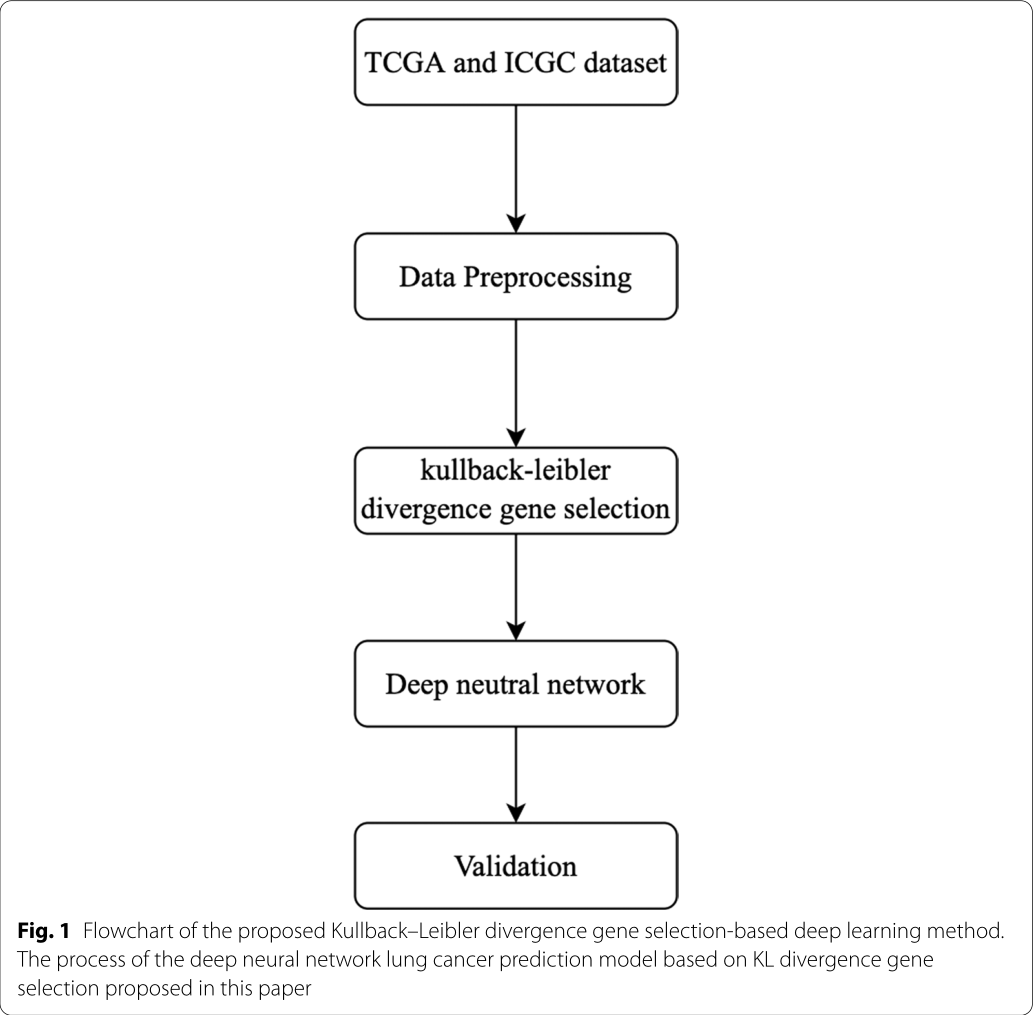 TCGA and ICGC dataset
Data Preprocessing
kullback-leibler
divergence gene selection
Deep neutral network
Validation
Fig. 1 Flowchart of the proposed Kullback–Leibler divergence gene selection-based deep learning method.
The process of the deep neural network lung cancer prediction model based on KL divergence gene
selection proposed in this paper